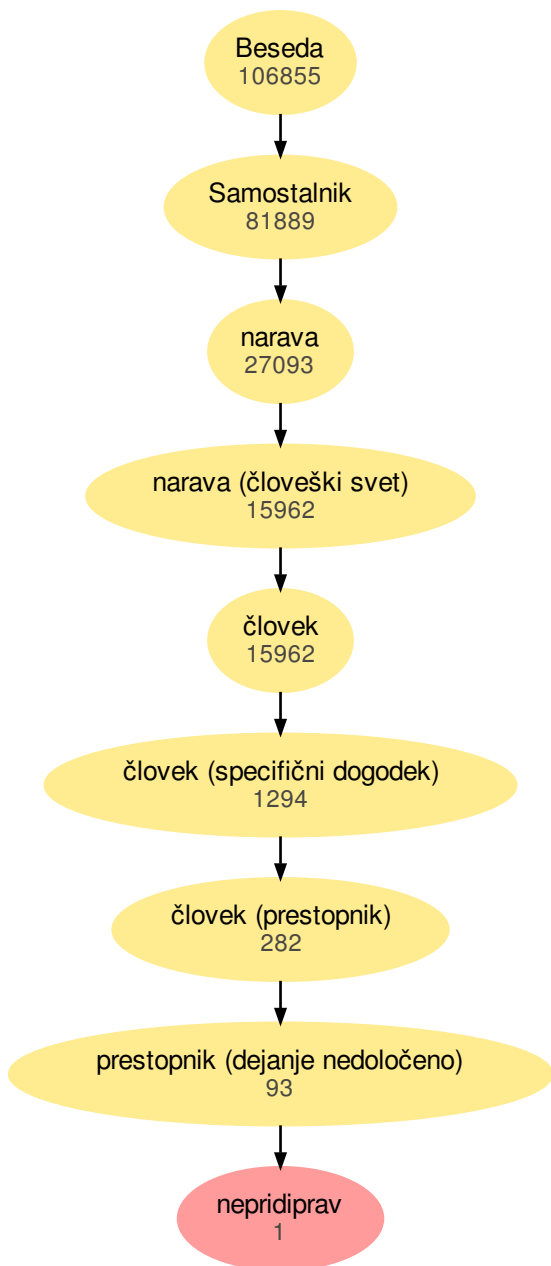 Beseda
106855
Samostalnik
81889
narava
27093
narava (človeški svet)
15962
človek
15962
človek (specifični dogodek)
1294
človek (prestopnik)
282
prestopnik (dejanje nedoločeno)
93
nepridiprav
1